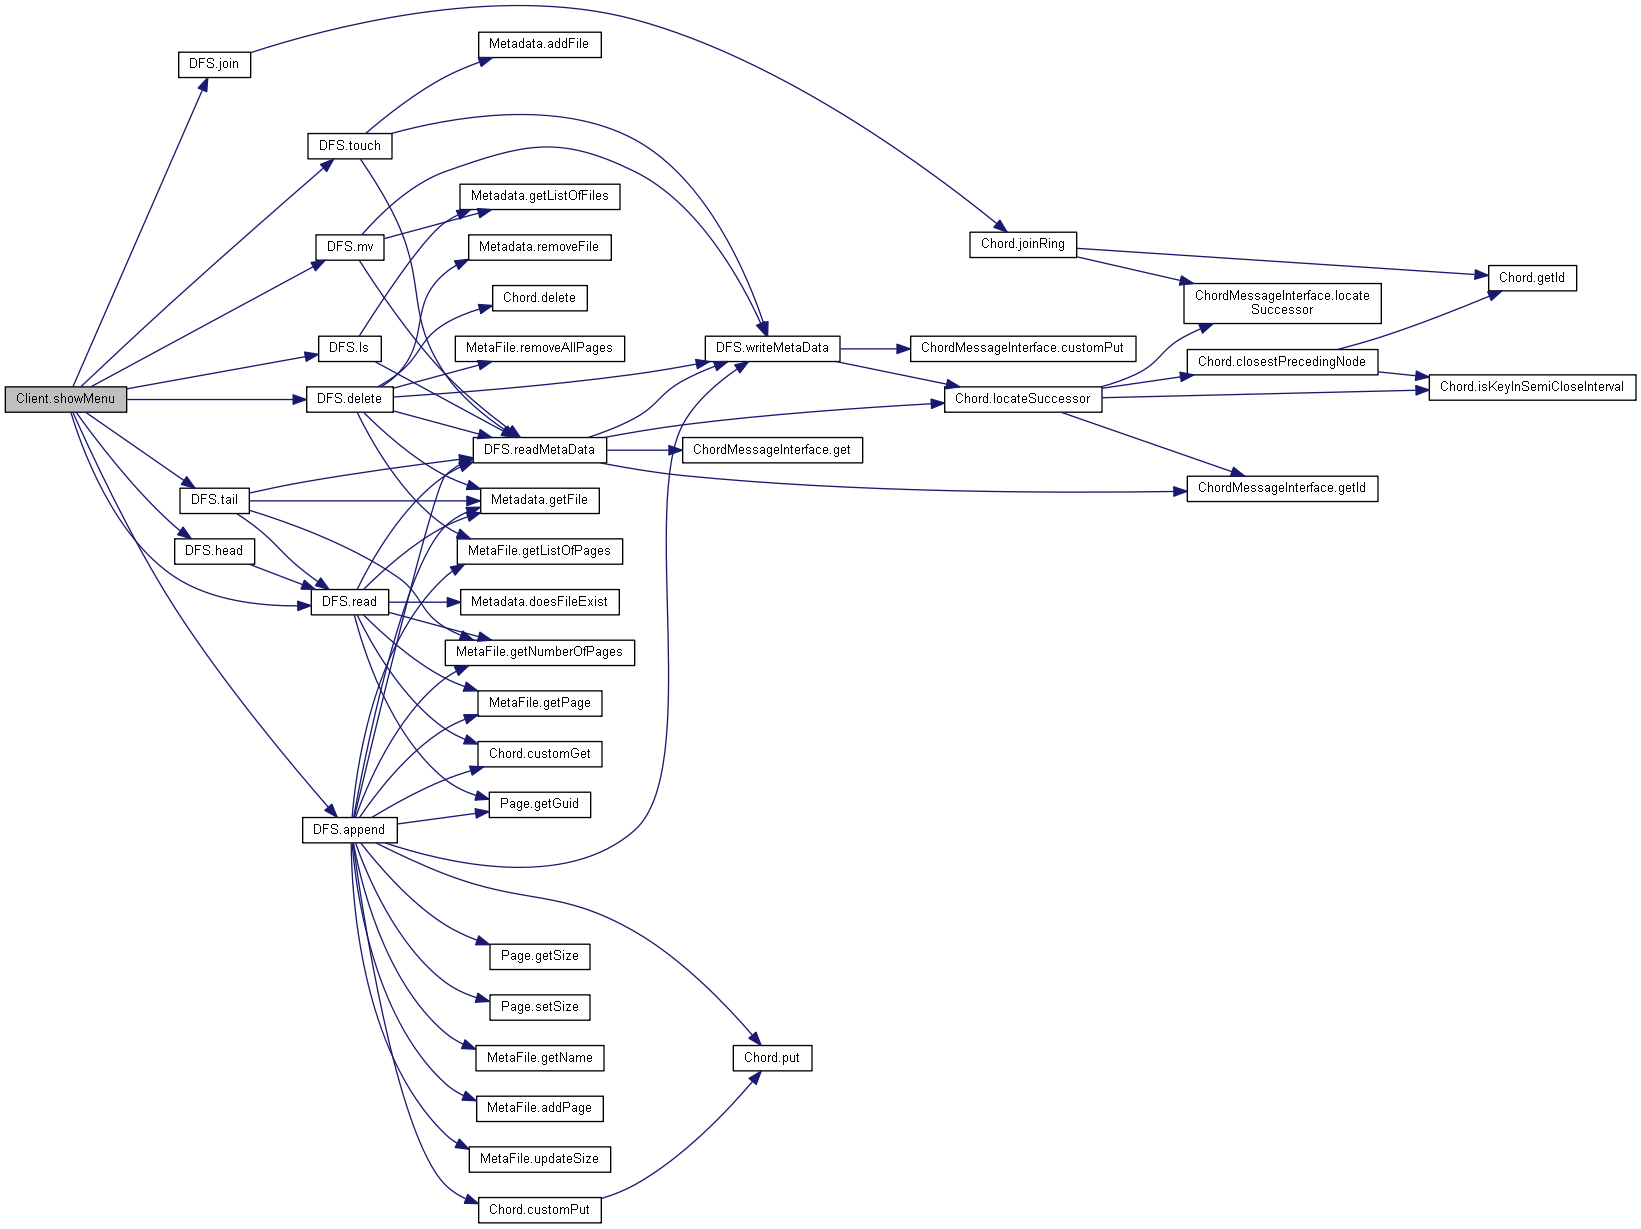 Client.showMenu
DFS.join
DFS.touch
DFS.mv
DFS.ls
DFS.delete
DFS.tail
DFS.head
DFS.read
DFS.append
Metadata.addFile
Metadata.getListOfFiles
Metadata.removeFile
Chord.delete
MetaFile.removeAllPages
DFS.readMetaData
Metadata.getFile
MetaFile.getListOfPages
Metadata.doesFileExist
MetaFile.getNumberOfPages
MetaFile.getPage
Chord.customGet
Page.getGuid
Page.getSize
Page.setSize
MetaFile.getName
MetaFile.addPage
MetaFile.updateSize
Chord.customPut
DFS.writeMetaData
ChordMessageInterface.get
Chord.put
Chord.joinRing
ChordMessageInterface.customPut
Chord.locateSuccessor
ChordMessageInterface.locate
Successor
Chord.closestPrecedingNode
ChordMessageInterface.getId
Chord.getId
Chord.isKeyInSemiCloseInterval